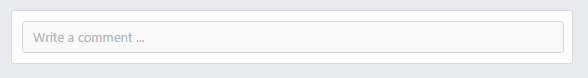 Write a comment ...